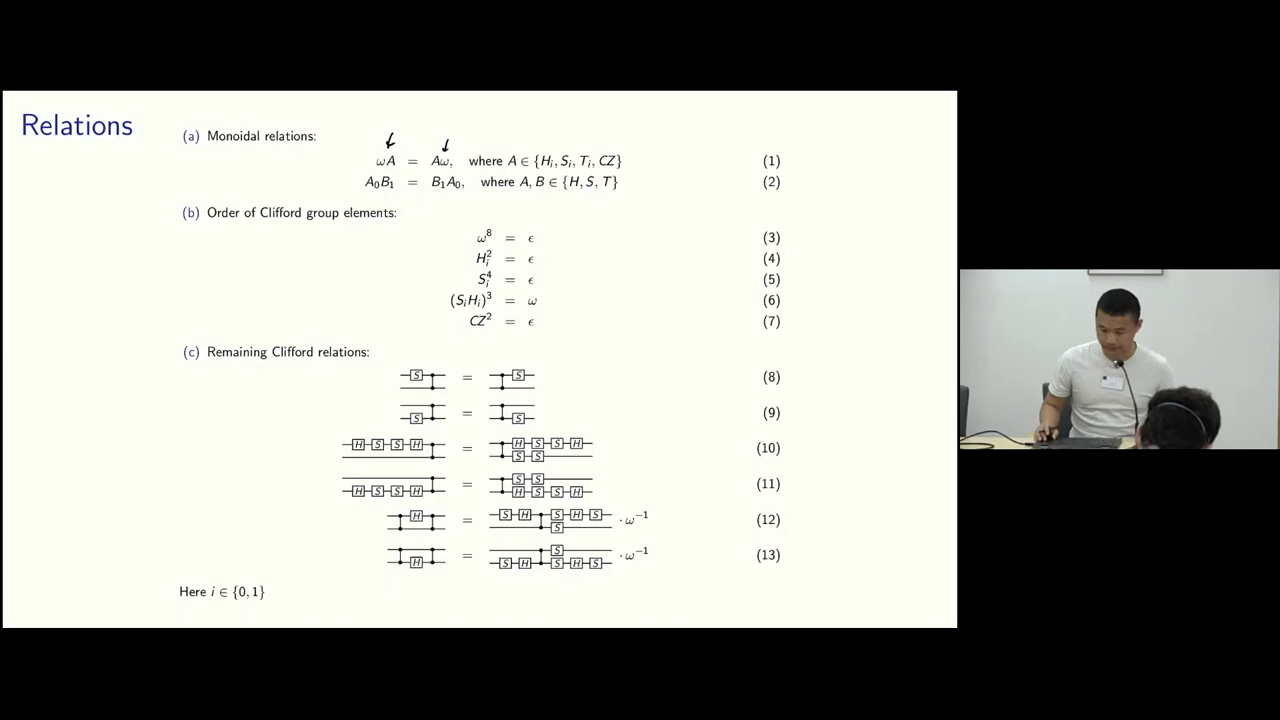 Relations
(a) Monoidal relations:
ωA = Aω, where A ∈ {H_i, S_i, T_i, CZ} (1)
A_0B_1 = B_1A_0, where A, B ∈ {H, S, T} (2)
(b) Order of Clifford group elements:
ω^8 = ϵ (3)
H_i^2 = ϵ (4)
S_i^4 = ϵ (5)
(S_iH_i)^3 = ω (6)
CZ^2 = ϵ (7)
(c) Remaining Clifford relations:
S = S (8)
S = S (9)
H S S H = H S S H (10)
S S
= S S (11)
H S S H H S S H
H = S H S H S · ω^-1 (12)
S
= S · ω^-1 (13)
H S H S H S
Here i ∈ {0, 1}